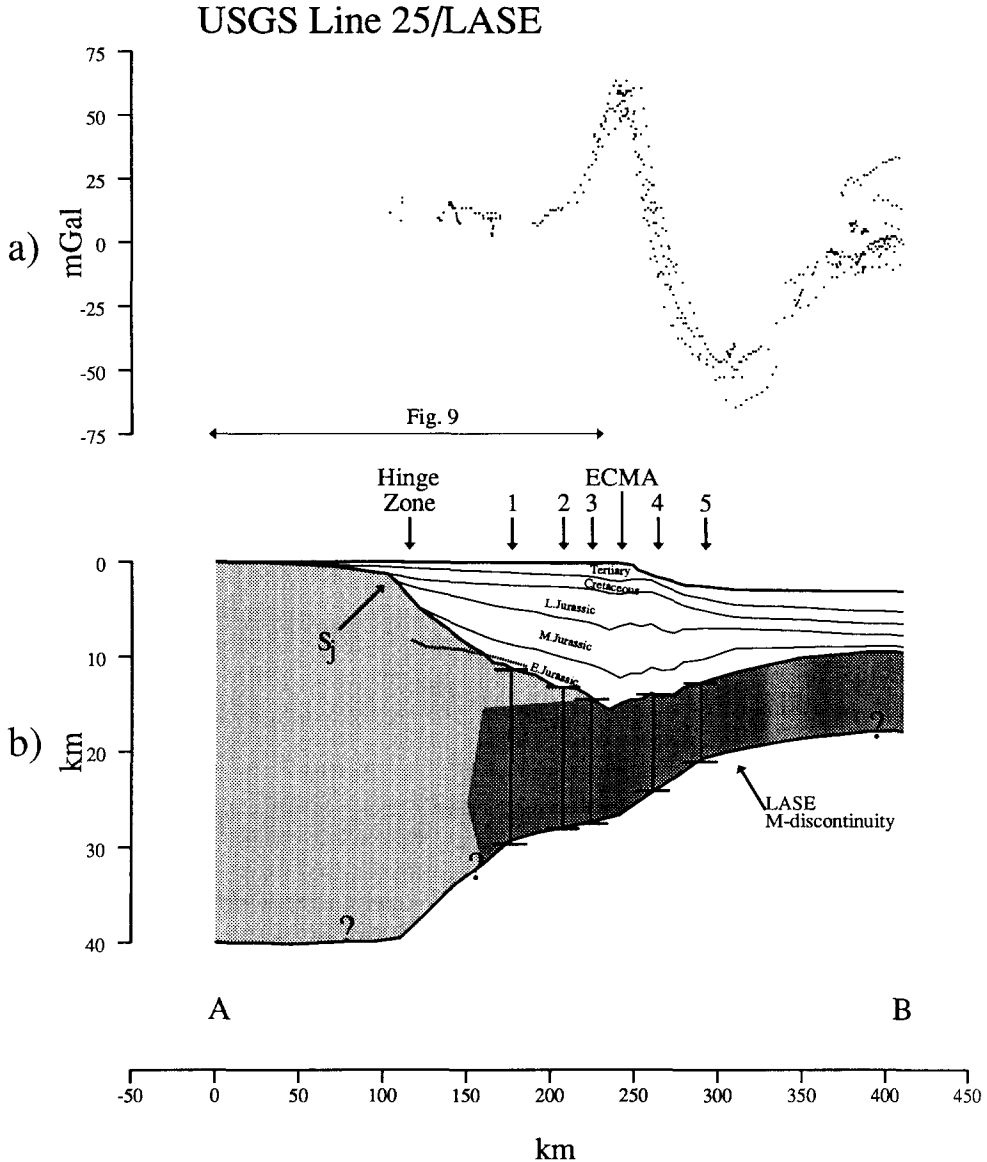 USGS Line 25/LASE
75
50
25
0
-25
-50
-75
mGal
a)
Fig. 9
Hinge
Zone
1
2
3
ECMA
4
5
0
10
20
30
40
km
b)
Sj
Tertiary
Cretaceous
L.Jurassic
M.Jurassic
E.Jurassic
?
?
?
LASE
M-discontinuity
A
B
-50
0
50
100
150
200
250
300
350
400
450
km